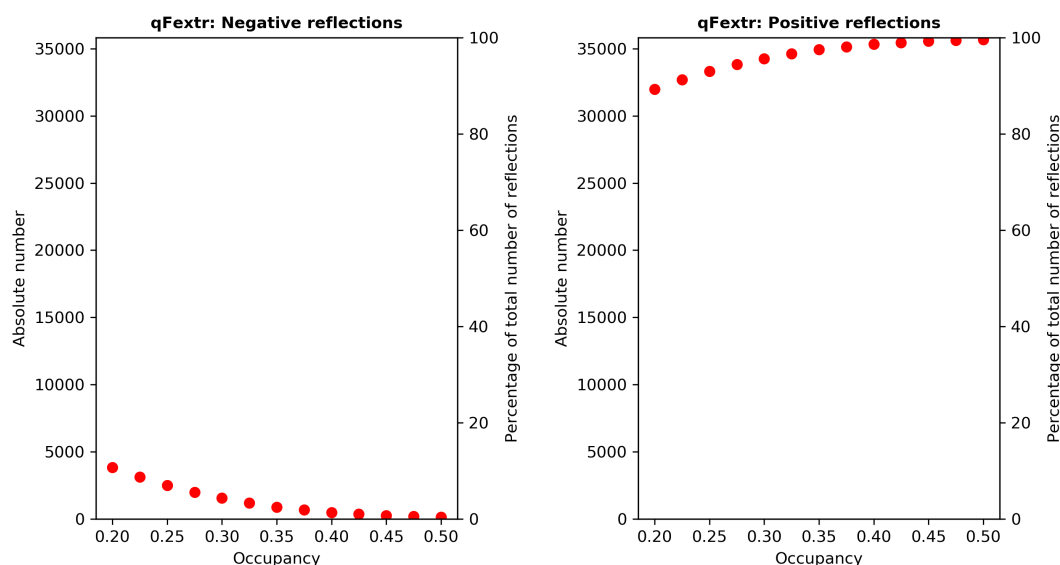 qFextr: Negative reflections
35000
30000
25000
20000
15000
10000
5000
0
Absolute number
100
80
60
40
20
0
Percentage of total number of reflections
0.20 0.25 0.30 0.35 0.40 0.45 0.50
Occupancy
qFextr: Positive reflections
35000
30000
25000
20000
15000
10000
5000
0
Absolute number
100
80
60
40
20
0
Percentage of total number of reflections
0.20 0.25 0.30 0.35 0.40 0.45 0.50
Occupancy